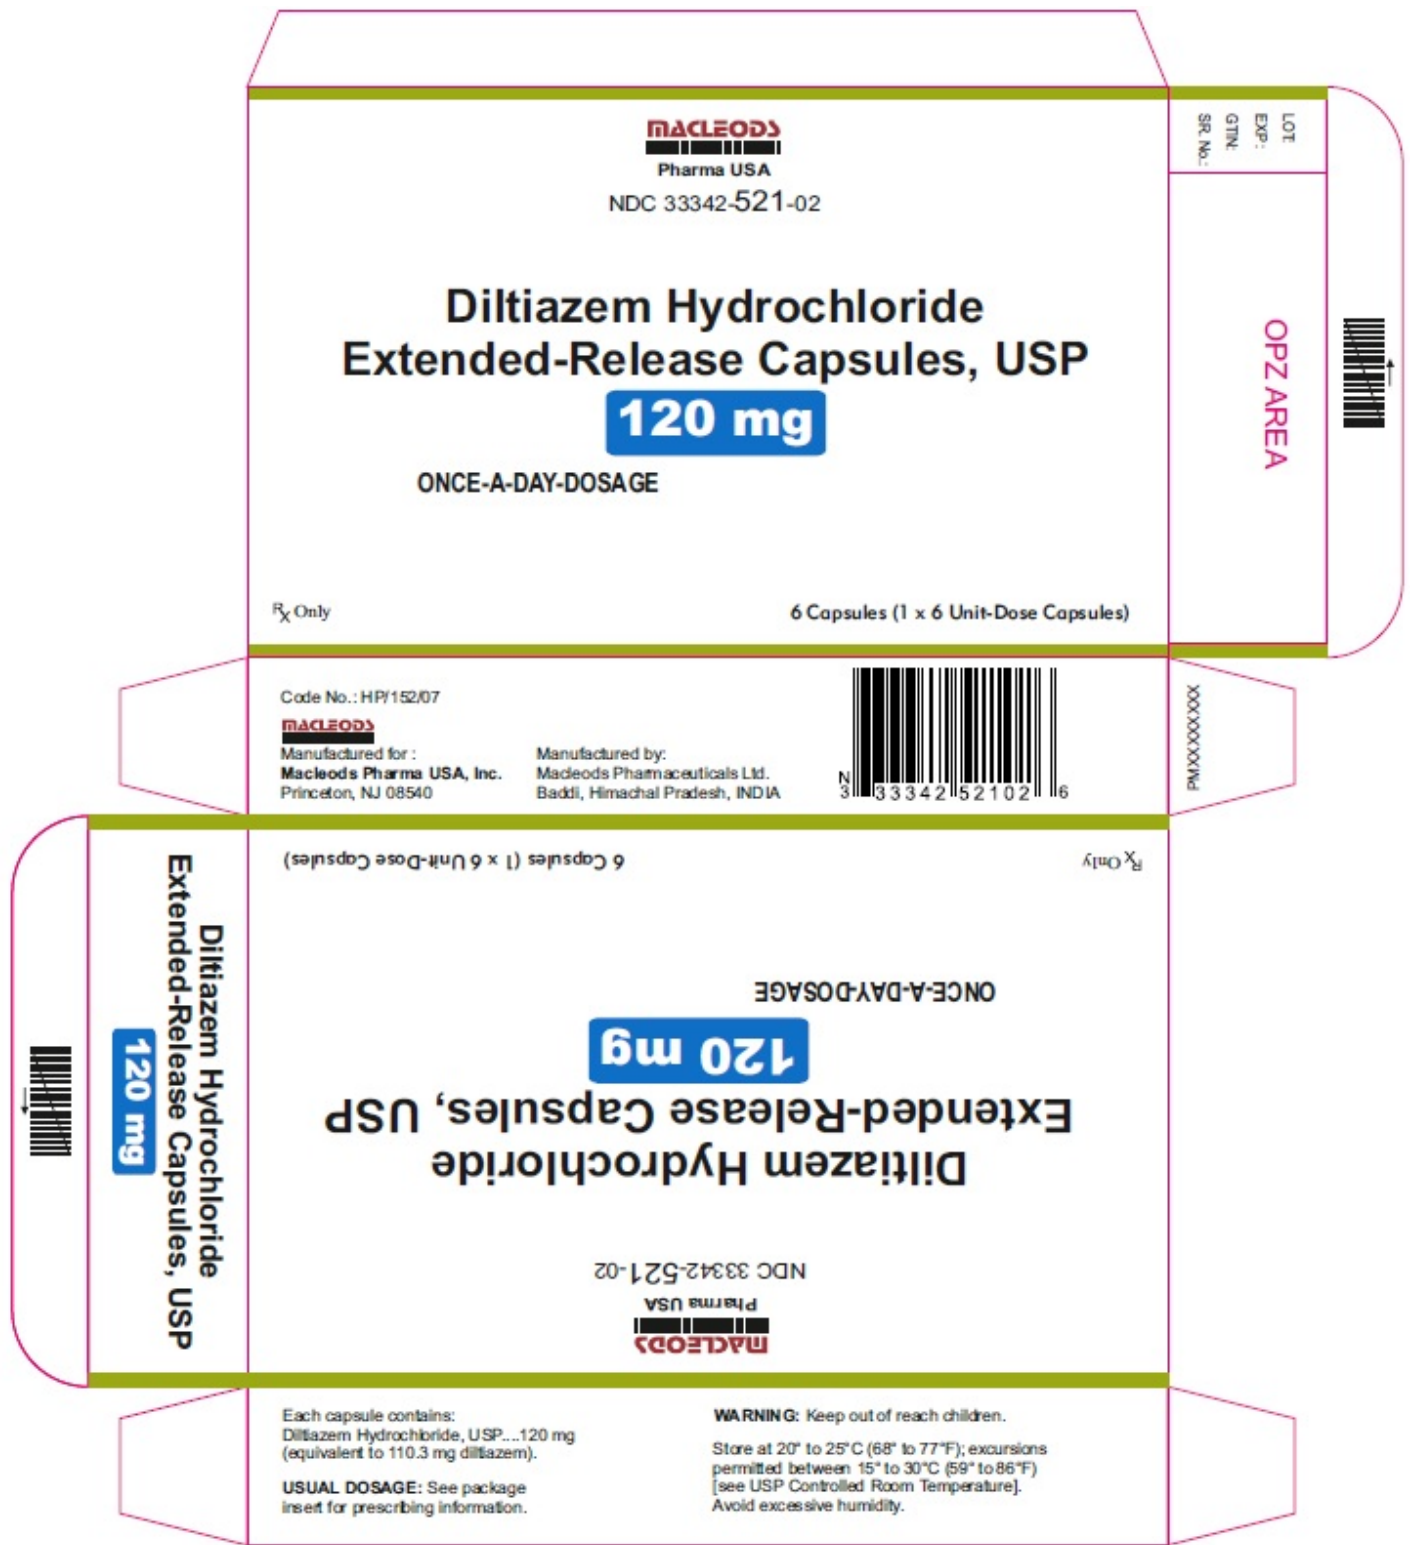 MACLEODS
Pharma USA
NDC 33342-521-02
Diltiazem Hydrochloride
Extended-Release Capsules, USP
120 mg
ONCE-A-DAY-DOSAGE
Rx Only
6 Capsules (1 x 6 Unit-Dose Capsules)
LOT:
EXP.:
GTIN:
SR. No.:
OPZ AREA
Code No.: HP/152/07
MACLEODS
Manufactured for :
Macleods Pharma USA, Inc.
Princeton, NJ 08540
Manufactured by:
Macleods Pharmaceuticals Ltd.
Baddi, Himachal Pradesh, INDIA
N
3 33342 52102 6
PMXXXXXXX
Diltiazem Hydrochloride
Extended-Release Capsules, USP
120 mg
MACLEODS
Pharma USA
NDC 33342-521-02
Diltiazem Hydrochloride
Extended-Release Capsules, USP
120 mg
ONCE-A-DAY-DOSAGE
Rx Only
6 Capsules (1 x 6 Unit-Dose Capsules)
Each capsule contains:
Diltiazem Hydrochloride, USP....120 mg
(equivalent to 110.3 mg diltiazem).
USUAL DOSAGE: See package
insert for prescribing information.
WARNING: Keep out of reach children.
Store at 20° to 25°C (68° to 77°F); excursions
permitted between 15° to 30°C (59° to 86°F)
[see USP Controlled Room Temperature].
Avoid excessive humidity.